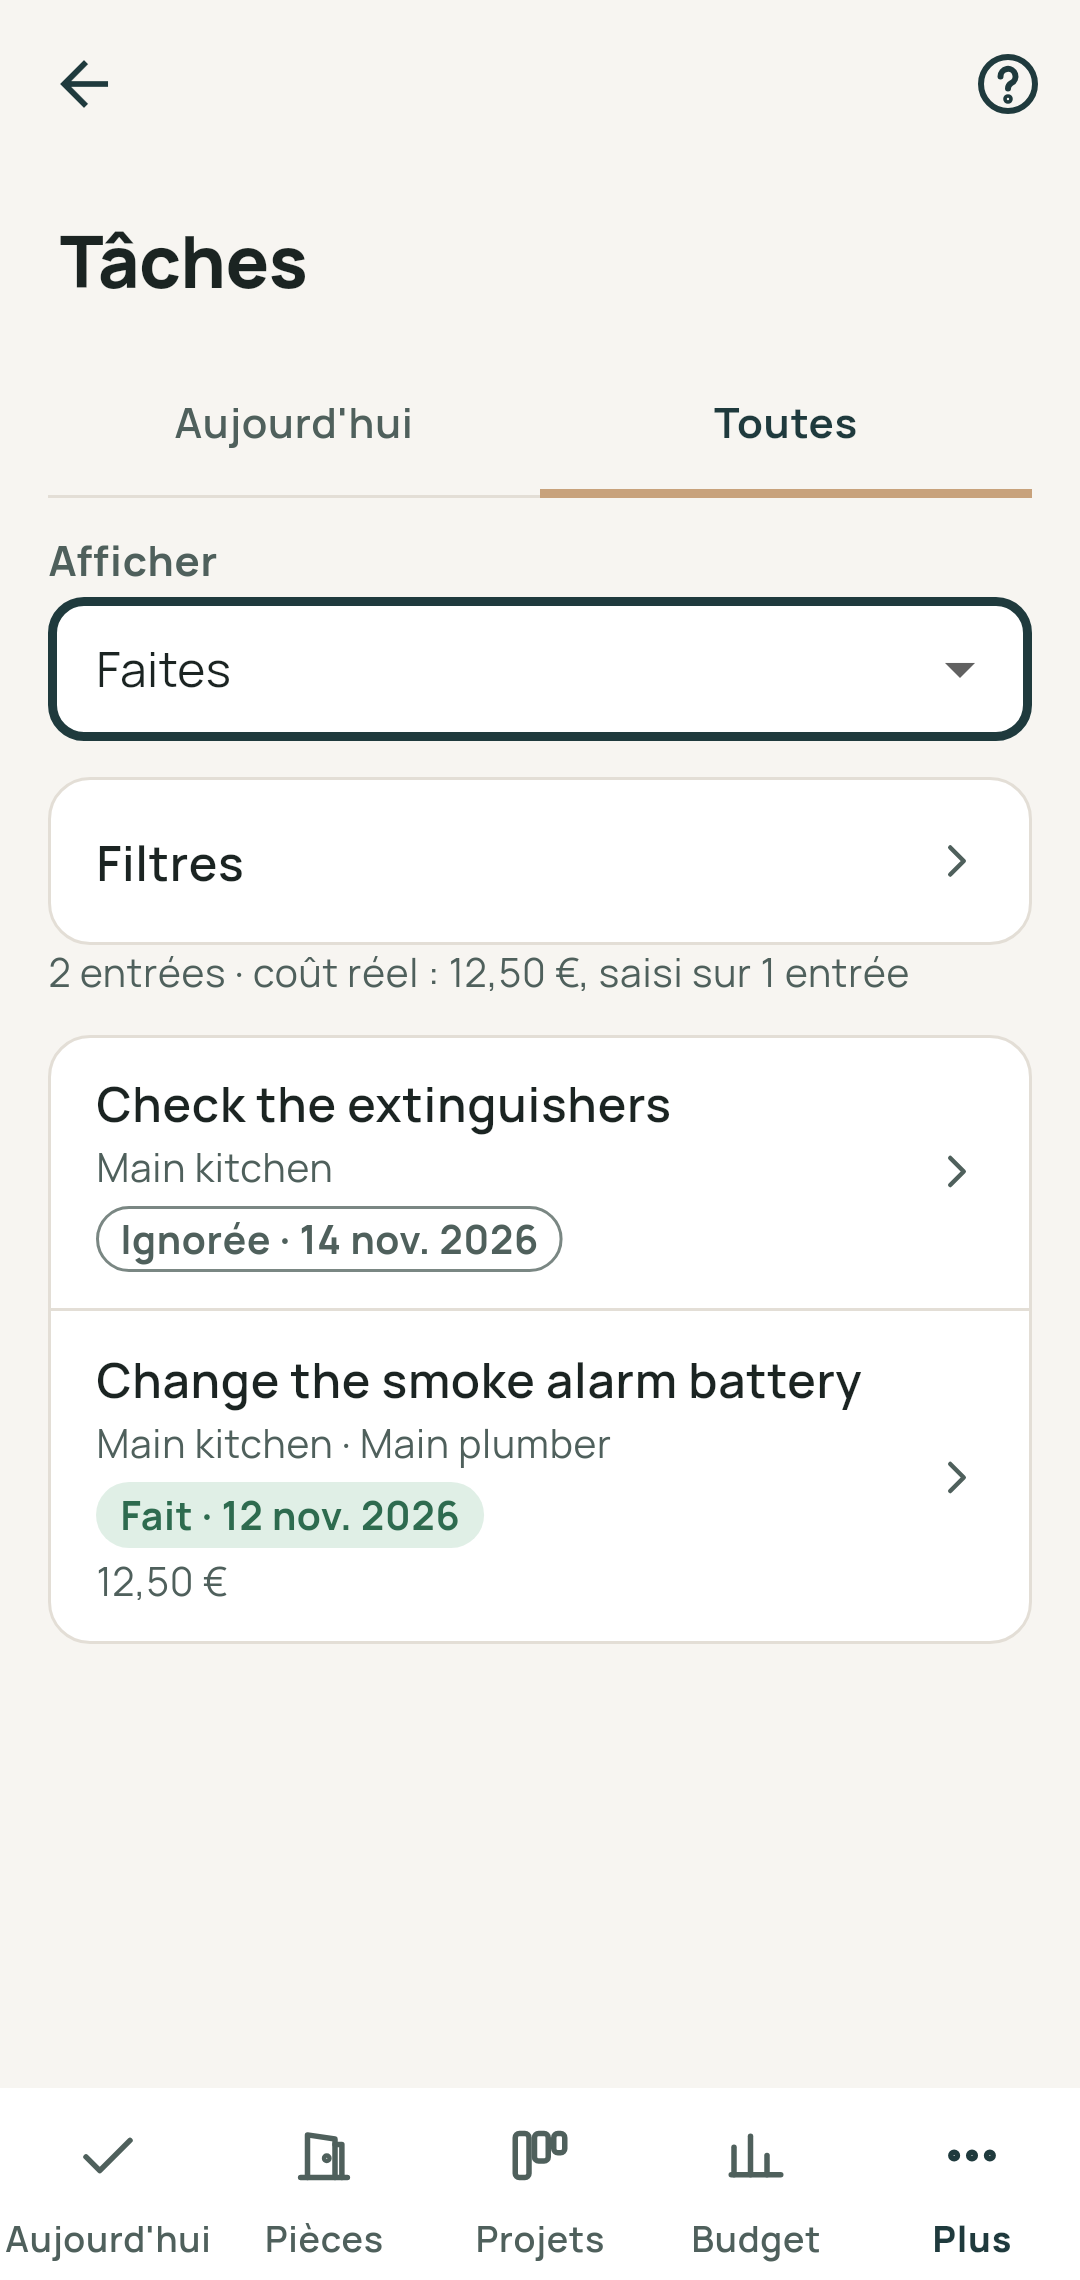 Tâches
Aujourd'hui
Toutes
Afficher
Faites
Filtres
2 entrées · coût réel : 12,50 €, saisi sur 1 entrée
Check the extinguishers
Main kitchen
Ignorée · 14 nov. 2026
Change the smoke alarm battery
Main kitchen · Main plumber
Fait · 12 nov. 2026
12,50 €
Aujourd'hui
Pièces
Projets
Budget
Plus